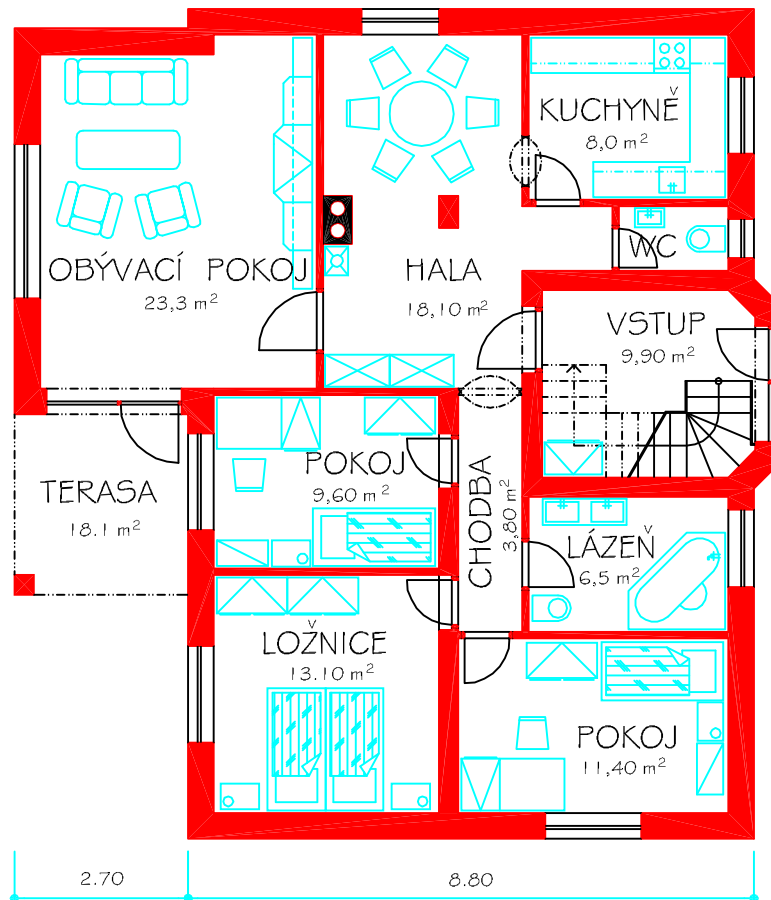 KUCHYNĚ
8,0 m²
WC
OBÝVACÍ POKOJ
23,3 m²
HALA
18,10 m²
VSTUP
9,90 m²
POKOJ
9,60 m²
TERASA
18.1 m²
CHODBA
3,80 m²
LÁZEŇ
6,5 m²
LOŽNICE
13.10 m²
POKOJ
11,40 m²
2.70
8.80